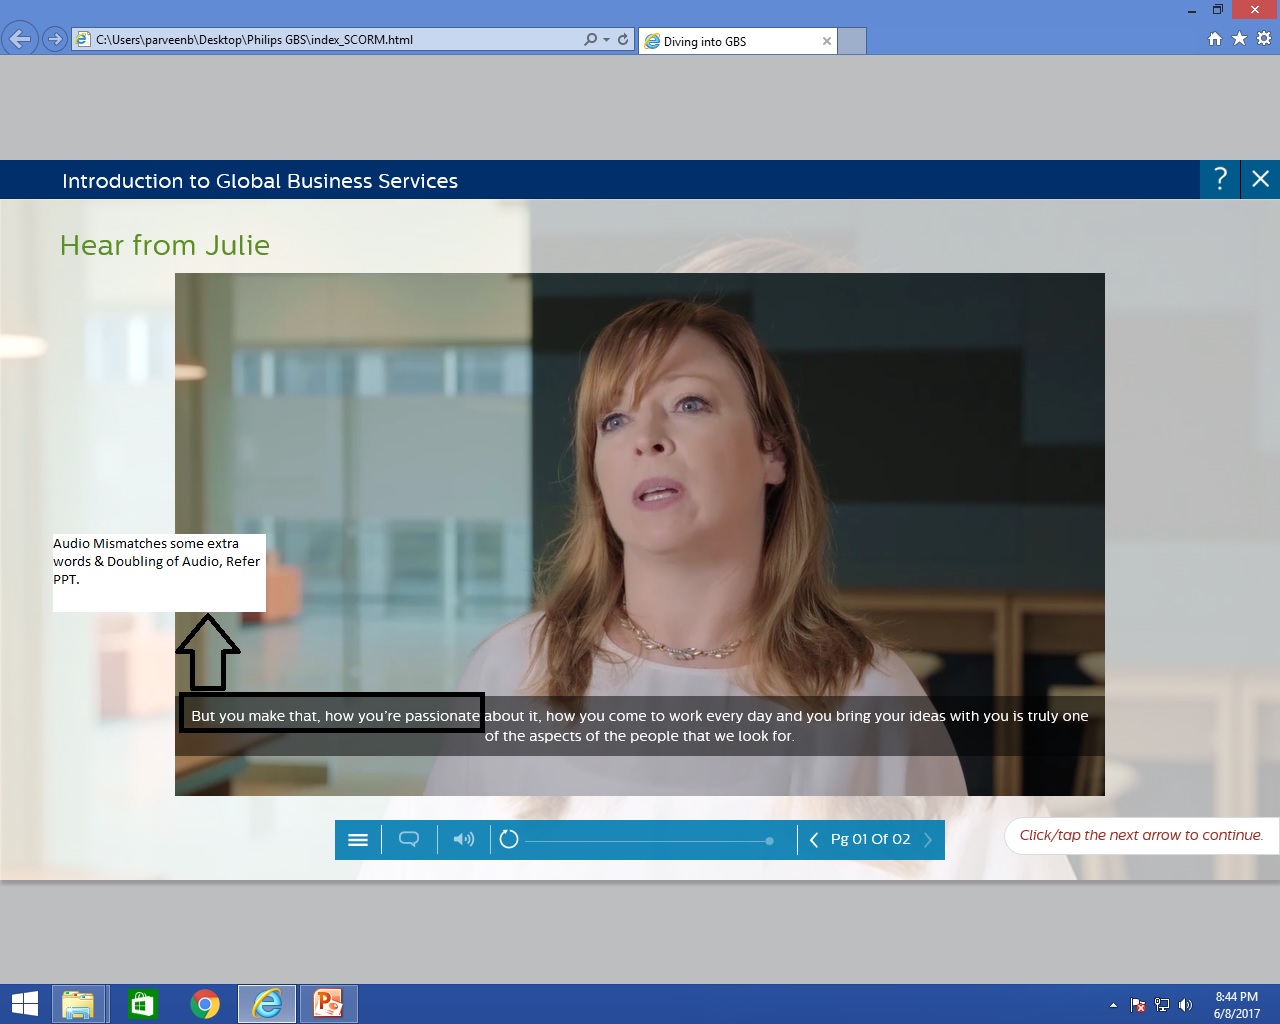 C:\Users\parveenb\Desktop\Philips GBS\index_SCORM.html
Diving into GBS
Introduction to Global Business Services
?
Hear from Julie
Audio Mismatches some extra
words & Doubling of Audio, Refer
PPT.
But you make that, how you're passionate about it, how you come to work every day and you bring your ideas with you is truly one
of the aspects of the people that we look for.
Pg 01 Of 02
Click/tap the next arrow to continue.
8:44 PM
6/8/2017